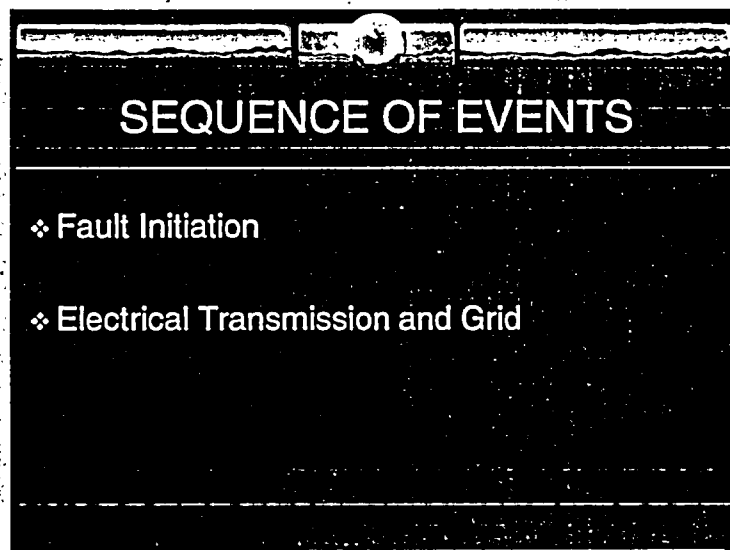 SEQUENCE OF EVENTS
❖ Fault Initiation
❖ Electrical Transmission and Grid